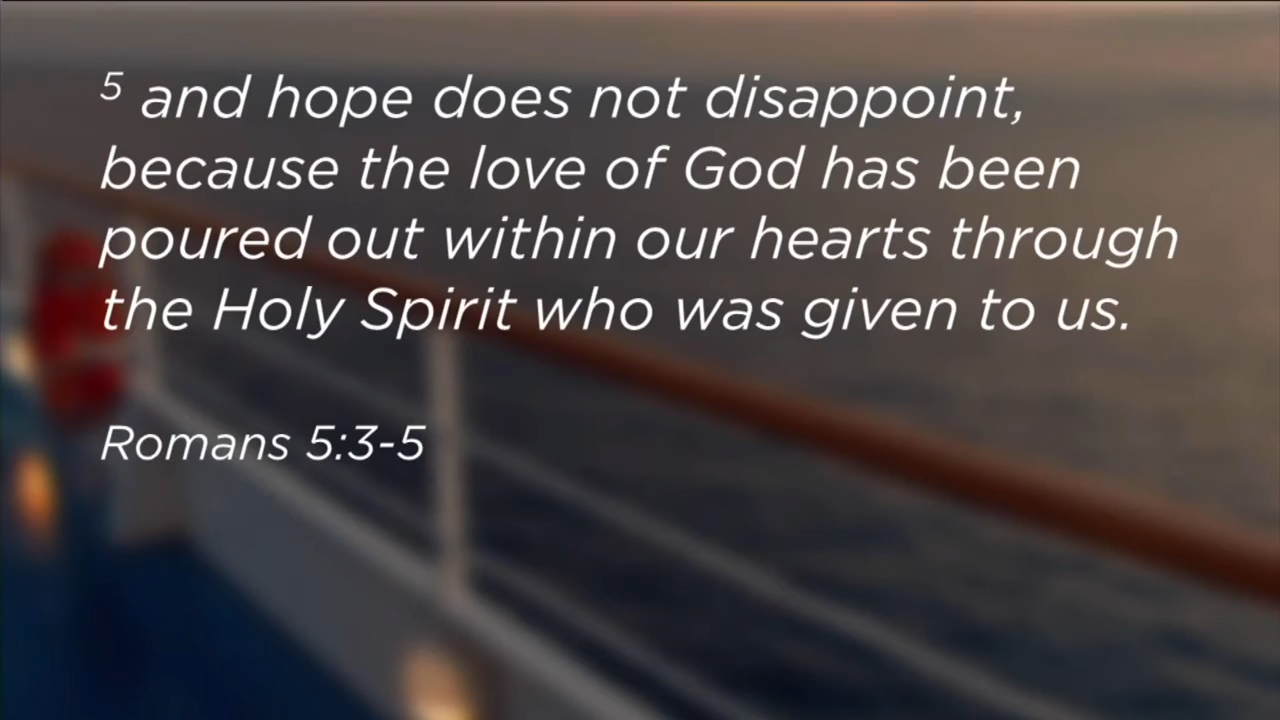 5 and hope does not disappoint,
because the love of God has been
poured out within our hearts through
the Holy Spirit who was given to us.
Romans 5:3-5